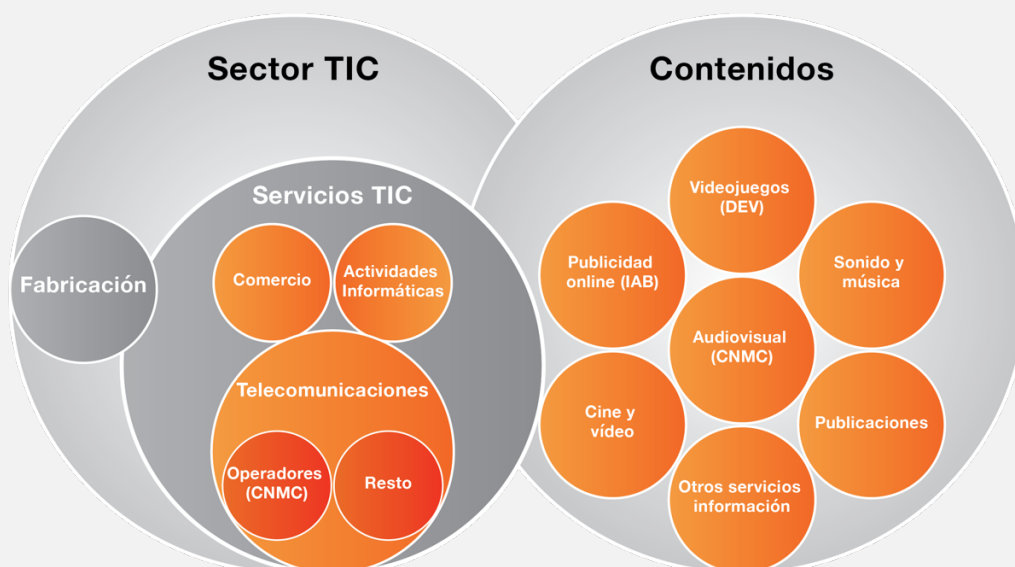 Sector TIC
Contenidos
Servicios TIC
Fabricación
Comercio
Actividades
Informáticas
Telecomunicaciones
Operadores
(CNMC)
Resto
Videojuegos
(DEV)
Publicidad
online (IAB)
Sonido y
música
Audiovisual
(CNMC)
Cine y
vídeo
Publicaciones
Otros servicios
información